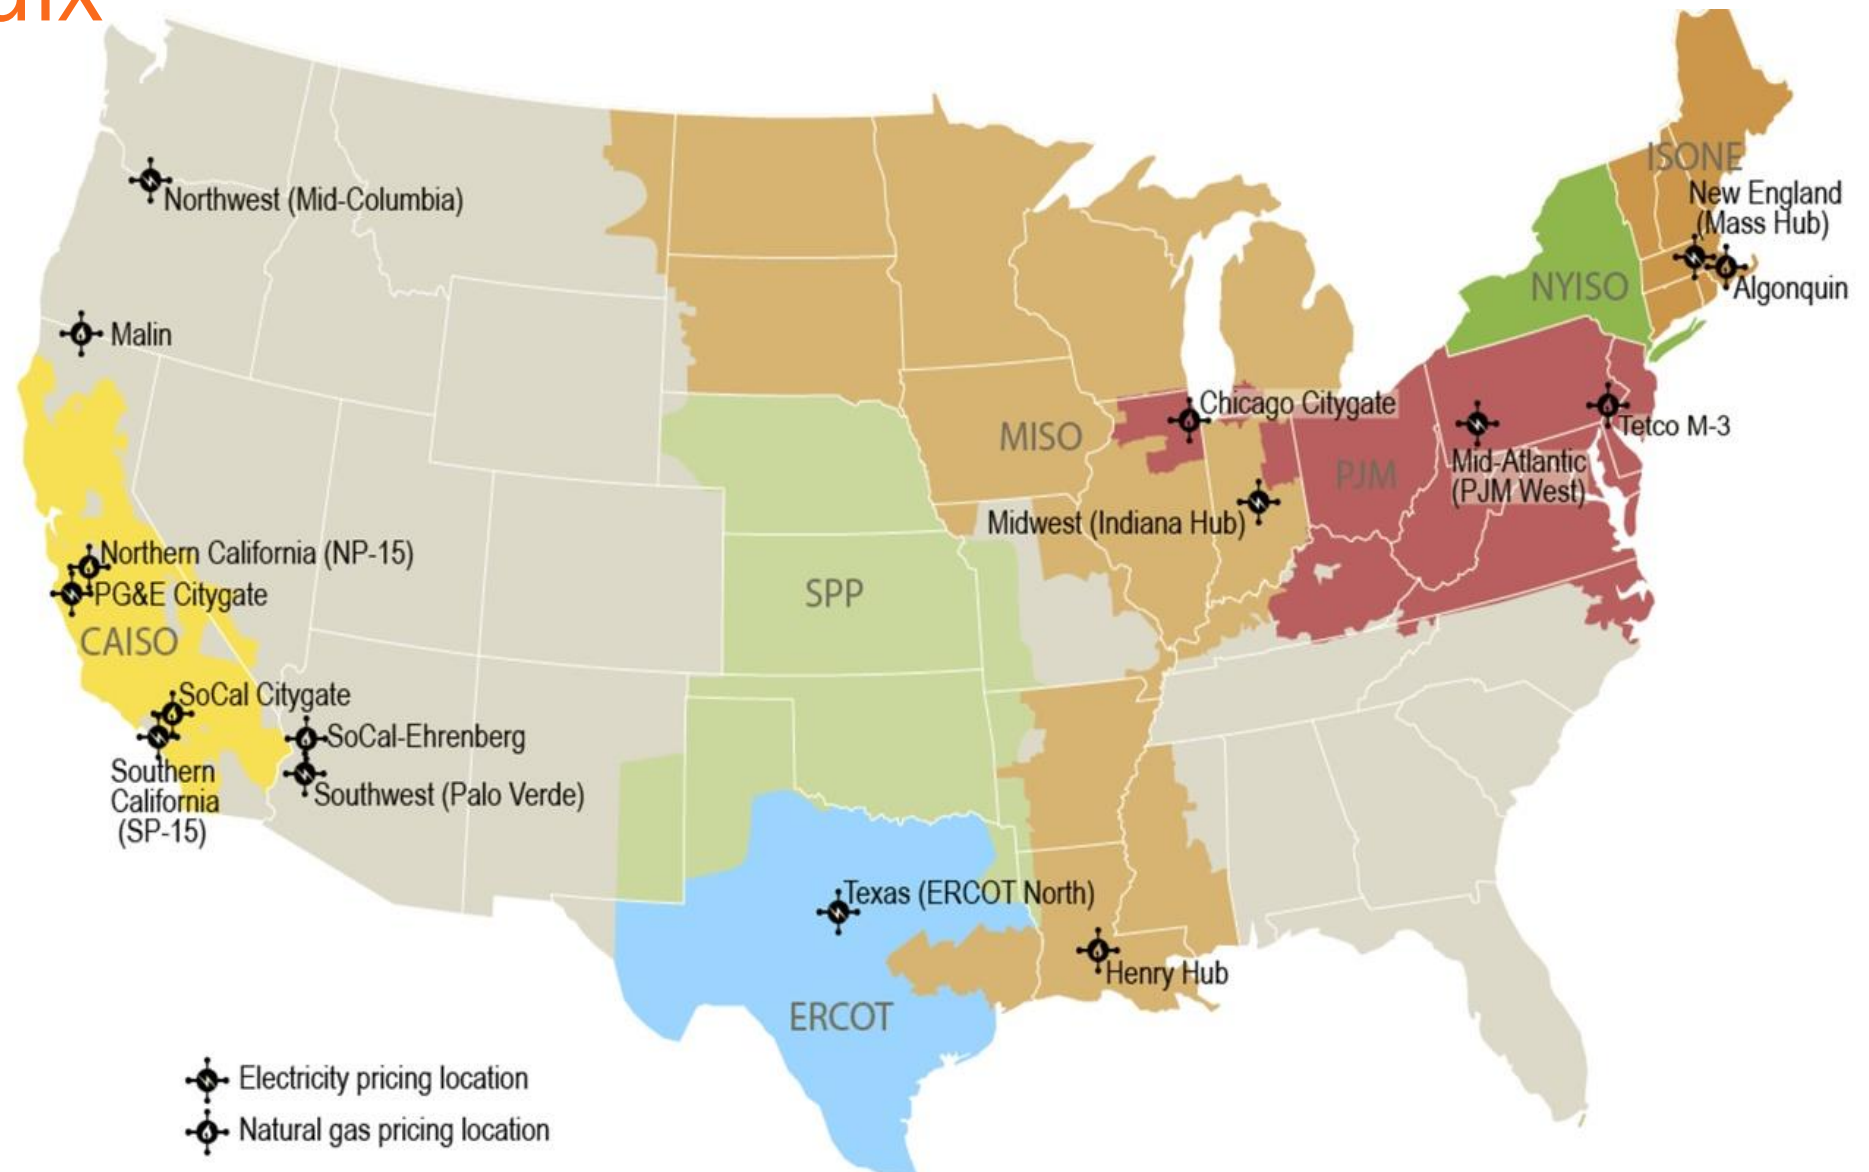 Northwest (Mid-Columbia)
Malin
Northern California (NP-15)
PG&E Citygate
CAISO
SoCal Citygate
SoCal-Ehrenberg
Southern
California
(SP-15)
Southwest (Palo Verde)
MISO
Chicago Citygate
Midwest (Indiana Hub)
SPP
Texas (ERCOT North)
ERCOT
Henry Hub
PJM
Mid-Atlantic
(PJM West)
Tetco M-3
NYISO
ISONE
New England
(Mass Hub)
Algonquin
Electricity pricing location
Natural gas pricing location